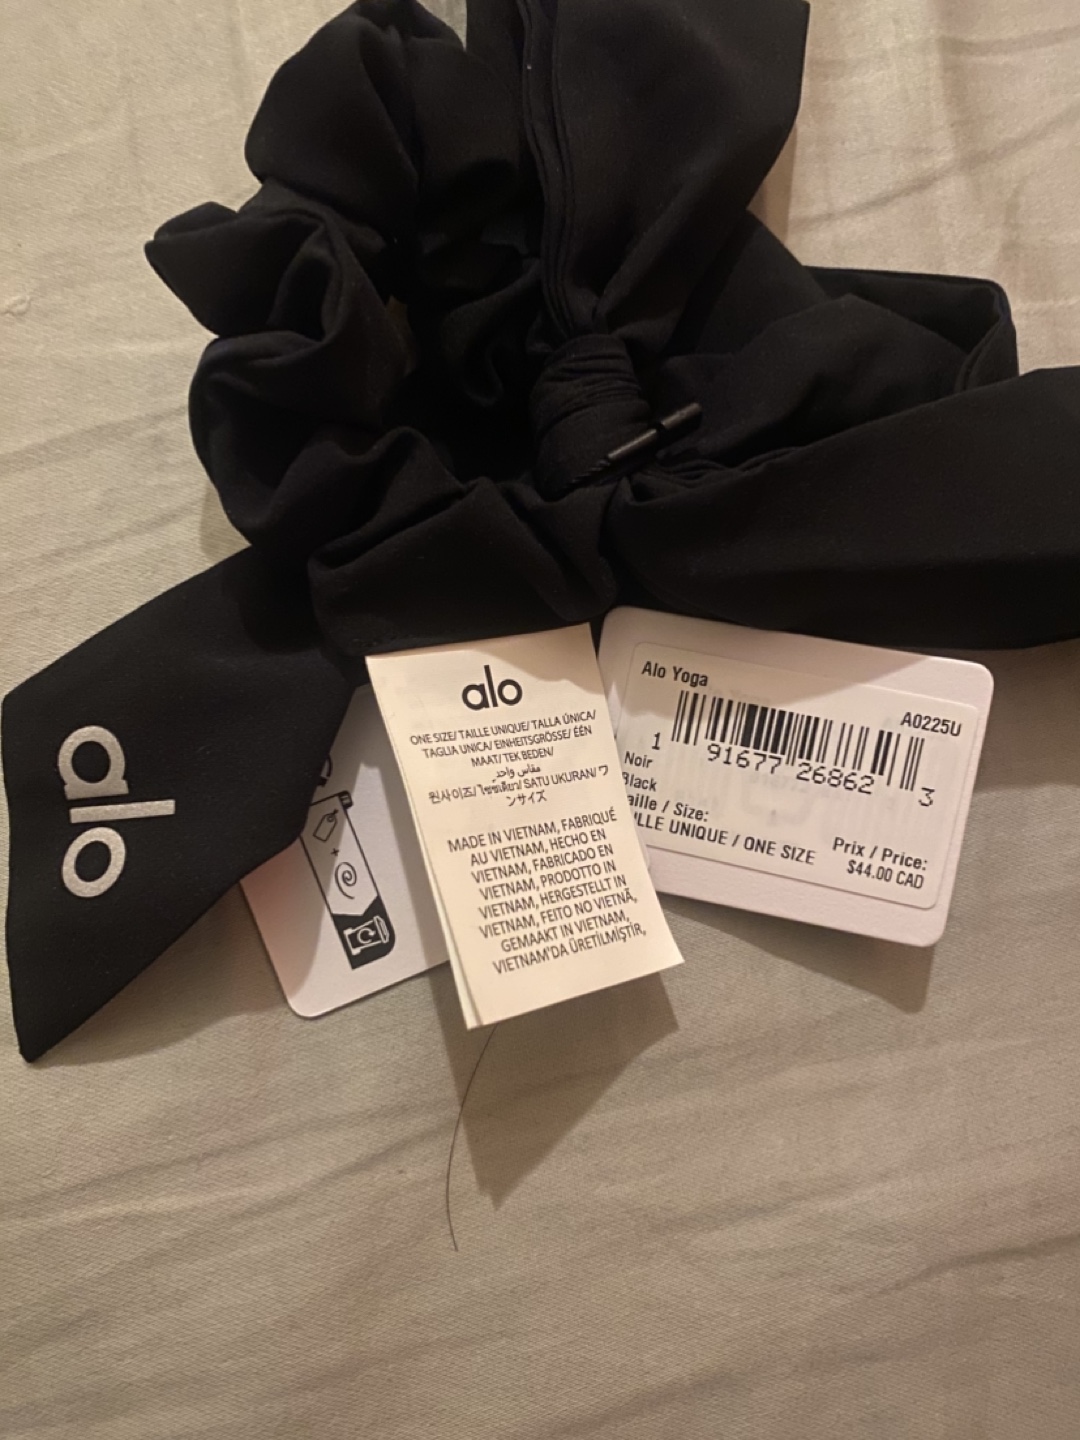 alo
alo
ONE SIZE/ TAILLE UNIQUE/ TALLA ÚNICA/
TAGLIA UNICA/ EINHEITSGRÖSSE/ ÉÉN
MAAT/ TEK BEDEN/
مقاس واحد/
원사이즈/ ไซซ์เดียว/ SATU UKURAN/ ワ
ンサイズ
MADE IN VIETNAM, FABRIQUÉ
AU VIETNAM, HECHO EN
VIETNAM, FABRICADO EN
VIETNAM, PRODOTTO IN
VIETNAM, HERGESTELLT IN
VIETNAM, FEITO NO VIETNÃ,
GEMAAKT IN VIETNAM,
VIETNAM'DA ÜRETİLMİŞTİR,
Alo Yoga
A0225U
1 91677 26862 3
Noir
Black
aille / Size:
ILLE UNIQUE / ONE SIZE
Prix / Price:
$44.00 CAD